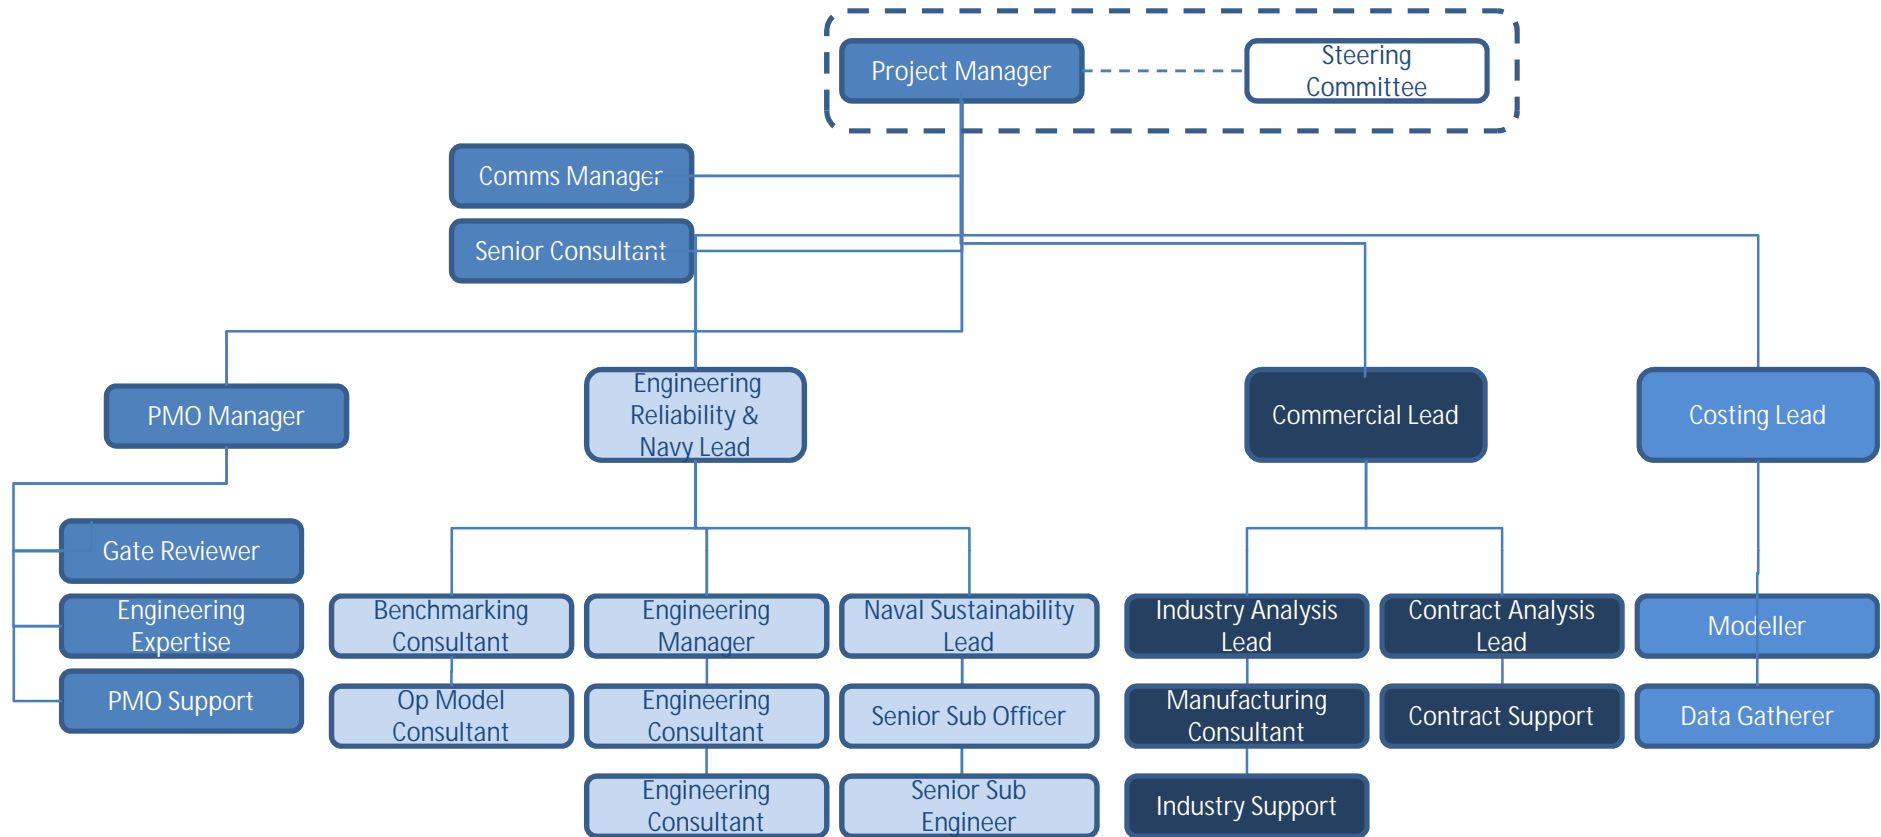 Project Manager
Steering
Committee
Comms Manager
Senior Consultant
PMO Manager
Engineering
Reliability &
Navy Lead
Commercial Lead
Costing Lead
Gate Reviewer
Engineering
Expertise
PMO Support
Benchmarking
Consultant
Op Model
Consultant
Engineering
Manager
Engineering
Consultant
Engineering
Consultant
Naval Sustainability
Lead
Senior Sub Officer
Senior Sub
Engineer
Industry Analysis
Lead
Manufacturing
Consultant
Industry Support
Contract Analysis
Lead
Contract Support
Modeller
Data Gatherer